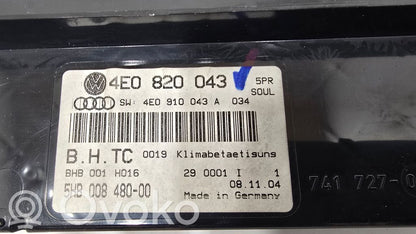 4E0 820 043
5PR
SOUL
SW: 4E0 910 043 A 034
B.H.TC 0019 Klimabetaetisuns
BHB 001 H016 29 0001 I 1
5HB 008 480-00 08.11.04
Made in Germany
741 727-0
OVOKO